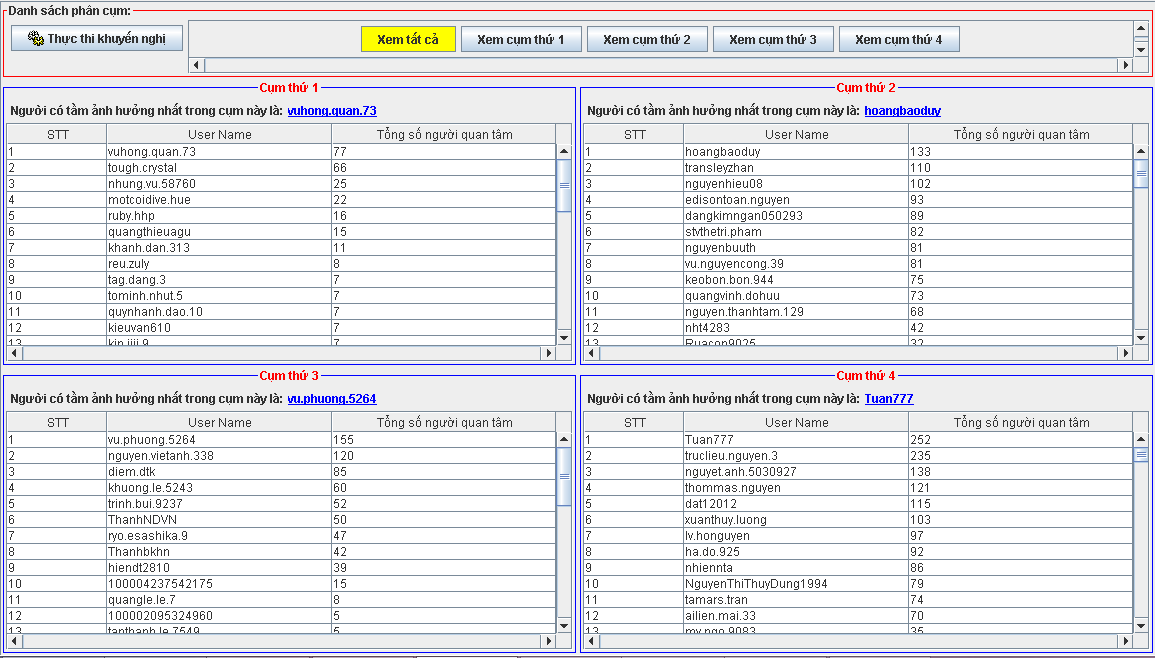 Danh sách phân cụm:
Thực thi khuyến nghị Xem tất cả Xem cụm thứ 1 Xem cụm thứ 2 Xem cụm thứ 3 Xem cụm thứ 4
Cụm thứ 1
Người có tầm ảnh hưởng nhất trong cụm này là: vuhong.quan.73
STT User Name Tổng số người quan tâm
1 vuhong.quan.73 77
2 tough.crystal 66
3 nhung.vu.58760 25
4 motcoidive.hue 22
5 ruby.hhp 16
6 quangthieuagu 15
7 khanh.dan.313 11
8 reu.zuly 8
9 tag.dang.3 7
10 tominh.nhut.5 7
11 quynhanh.dao.10 7
12 kieuvan610 7
13 kin.jiji.9 7
Cụm thứ 2
Người có tầm ảnh hưởng nhất trong cụm này là: hoangbaoduy
STT User Name Tổng số người quan tâm
1 hoangbaoduy 133
2 transleyzhan 110
3 nguyenhieu08 102
4 edisontoan.nguyen 93
5 dangkimngan050293 89
6 stvthetri.pham 82
7 nguyenbuuth 81
8 vu.nguyencong.39 81
9 keobon.bon.944 75
10 quangvinh.dohuu 73
11 nguyen.thanhtam.129 68
12 nht4283 42
13 Ruacon9025 32
Cụm thứ 3
Người có tầm ảnh hưởng nhất trong cụm này là: vu.phuong.5264
STT User Name Tổng số người quan tâm
1 vu.phuong.5264 155
2 nguyen.vietanh.338 120
3 diem.dtk 85
4 khuong.le.5243 60
5 trinh.bui.9237 52
6 ThanhNDVN 50
7 ryo.esashika.9 47
8 Thanhbkhn 42
9 hiendt2810 39
10 100004237542175 15
11 quangle.le.7 8
12 100002095324960 5
13 tanthanh.le.7549 5
Cụm thứ 4
Người có tầm ảnh hưởng nhất trong cụm này là: Tuan777
STT User Name Tổng số người quan tâm
1 Tuan777 252
2 truclieu.nguyen.3 235
3 nguyet.anh.5030927 138
4 thommas.nguyen 121
5 dat12012 115
6 xuanthuy.luong 103
7 lv.honguyen 97
8 ha.do.925 92
9 nhiennta 86
10 NguyenThiThuyDung1994 79
11 tamars.tran 74
12 ailien.mai.33 70
13 my.ngo.9083 35